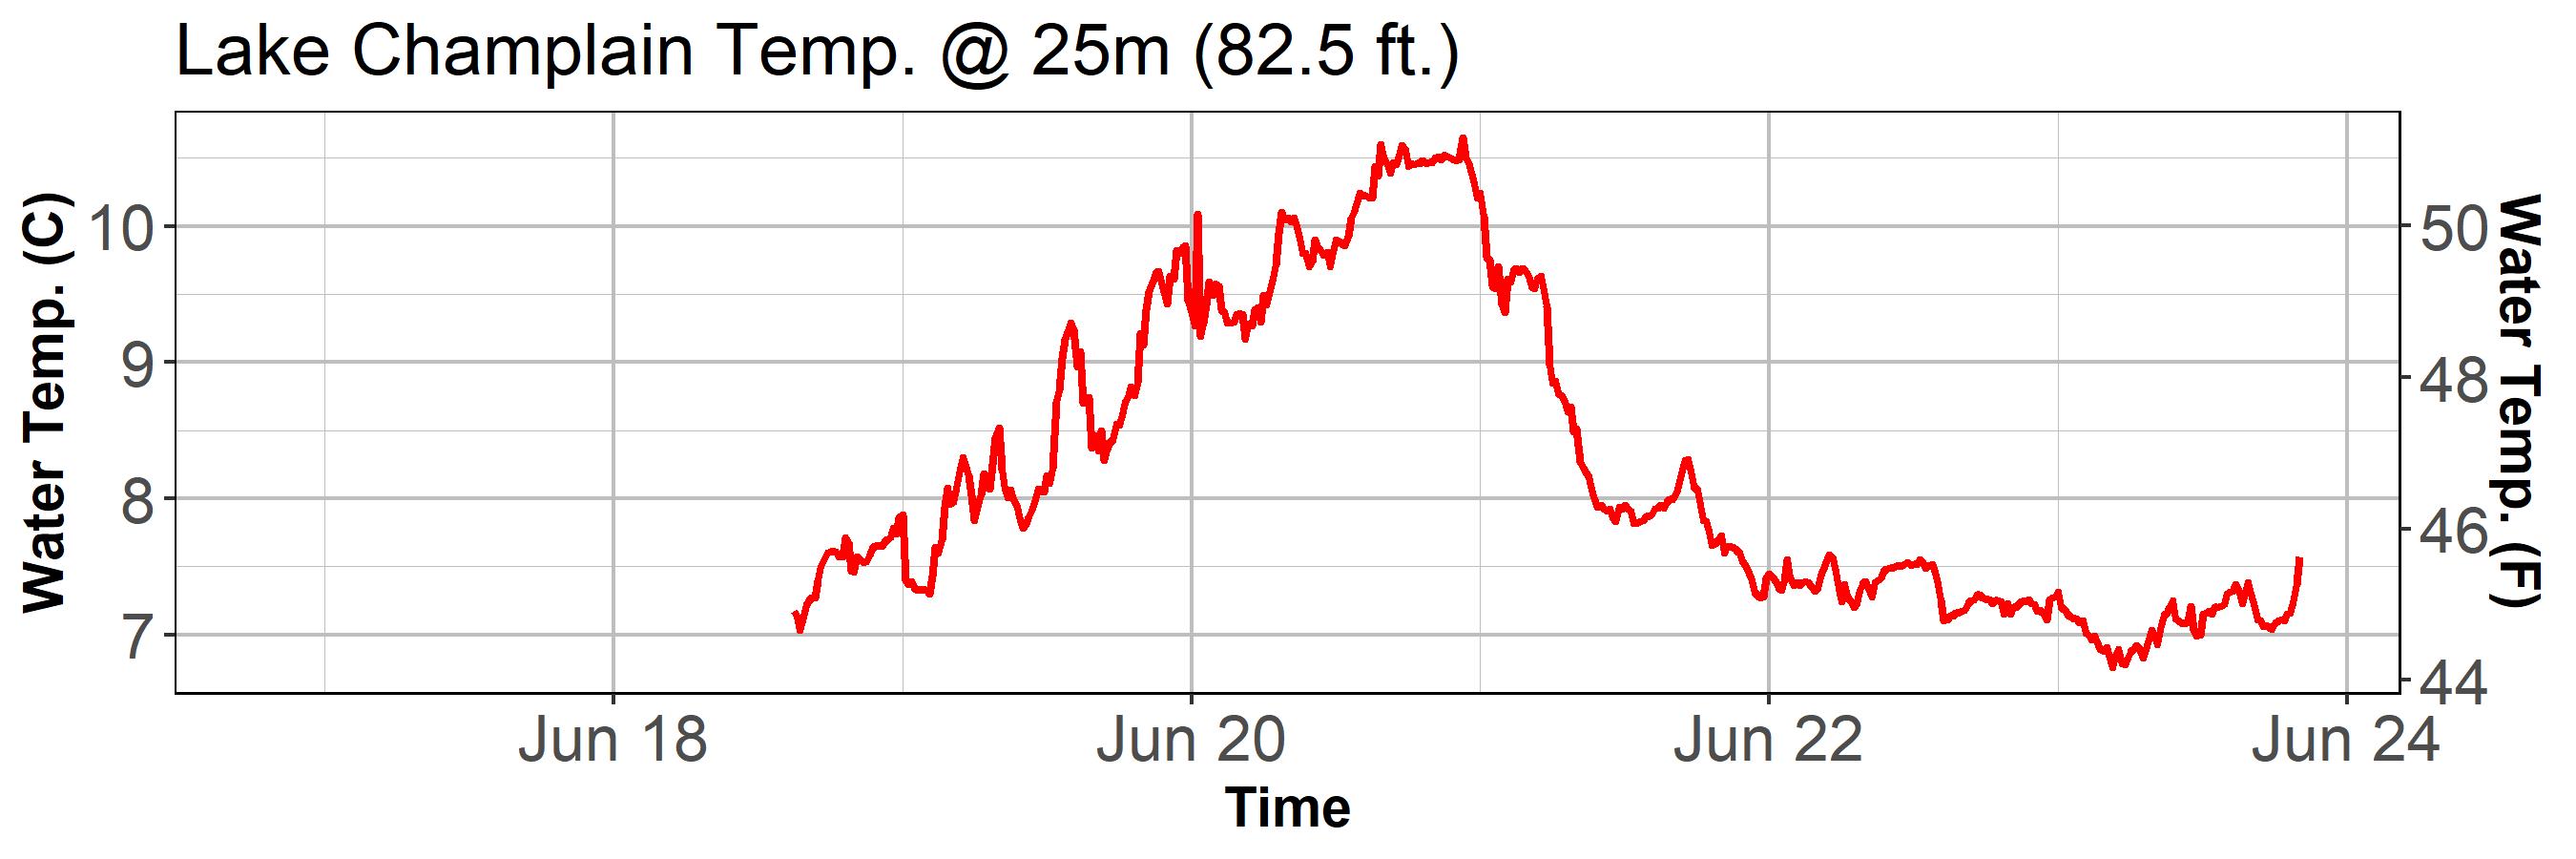 Lake Champlain Temp. @ 25m (82.5 ft.)
Water Temp. (C)
10
9
8
7
50
48
46
44
Water Temp. (F)
Jun 18
Jun 20
Jun 22
Jun 24
Time